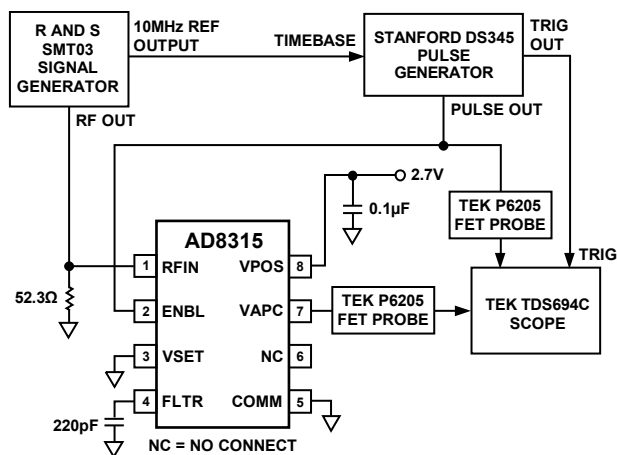 R AND S
SMT03
SIGNAL
GENERATOR
10MHz REF
OUTPUT
TIMEBASE
STANFORD DS345
PULSE
GENERATOR
TRIG
OUT
RF OUT
PULSE OUT
2.7V
0.1µF
TEK P6205
FET PROBE
TRIG
AD8315
1
RFIN
VPOS
8
52.3Ω
2
ENBL
VAPC
7
TEK P6205
FET PROBE
TEK TDS694C
SCOPE
3
VSET
NC
6
4
FLTR
COMM
5
220pF
NC = NO CONNECT